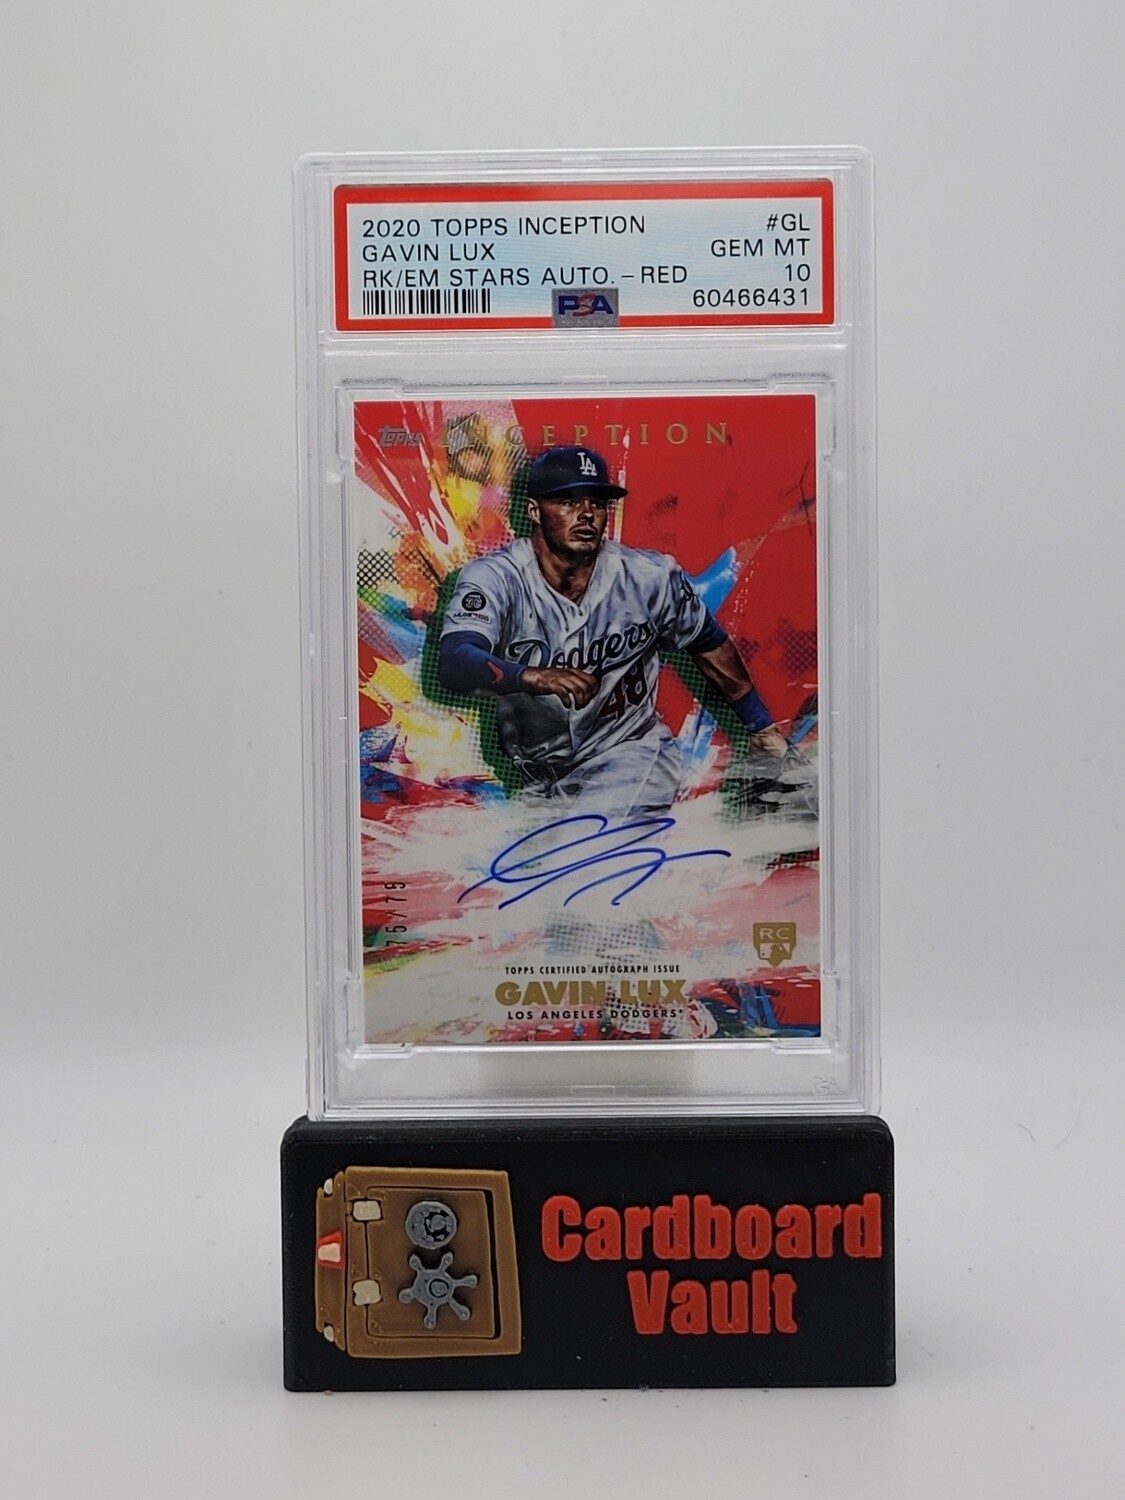 2020 TOPPS INCEPTION #GL
GAVIN LUX GEM MT
RK/EM STARS AUTO.–RED 10
PSA 60466431
Topps INCEPTION
LA
Dodgers
48
RC
TOPPS CERTIFIED AUTOGRAPH ISSUE
GAVIN LUX
LOS ANGELES DODGERS
Cardboard
Vault